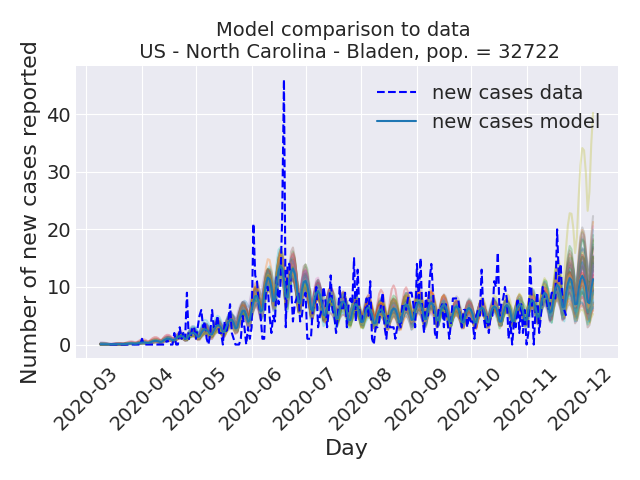 Model comparison to data
US - North Carolina - Bladen, pop. = 32722
Number of new cases reported
40
30
20
10
0
new cases data
new cases model
2020-03
2020-04
2020-05
2020-06
2020-07
2020-08
2020-09
2020-10
2020-11
2020-12
Day